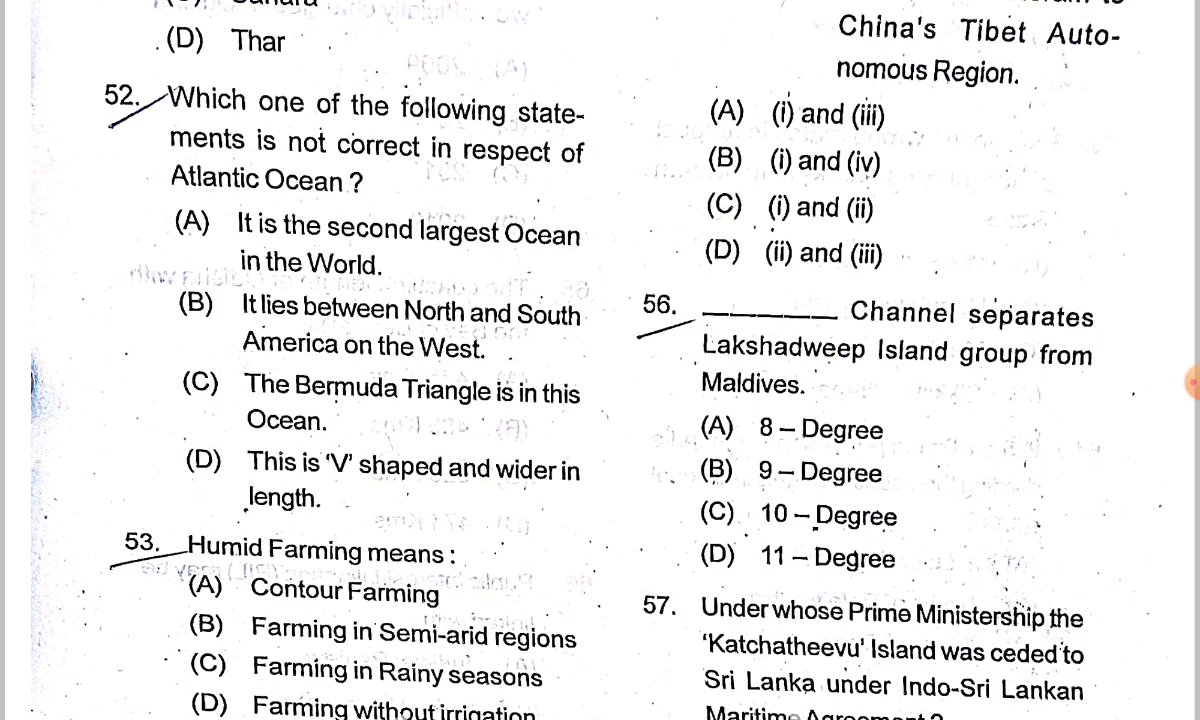 (D) Thar
52. Which one of the following state-
ments is not correct in respect of
Atlantic Ocean ?
(A) It is the second largest Ocean
in the World.
(B) It lies between North and South
America on the West.
(C) The Bermuda Triangle is in this
Ocean.
(D) This is 'V' shaped and wider in
length.
53. Humid Farming means :
(A) Contour Farming
(B) Farming in Semi-arid regions
(C) Farming in Rainy seasons
(D) Farming without irrigation
China's Tibet Auto-
nomous Region.
(A) (i) and (iii)
(B) (i) and (iv)
(C) (i) and (ii)
(D) (ii) and (iii)
56. ________ Channel separates
Lakshadweep Island group from
Maldives.
(A) 8 – Degree
(B) 9 – Degree
(C) 10 – Degree
(D) 11 – Degree
57. Under whose Prime Ministership the
'Katchatheevu' Island was ceded to
Sri Lanka under Indo-Sri Lankan
Maritime Agreement ?